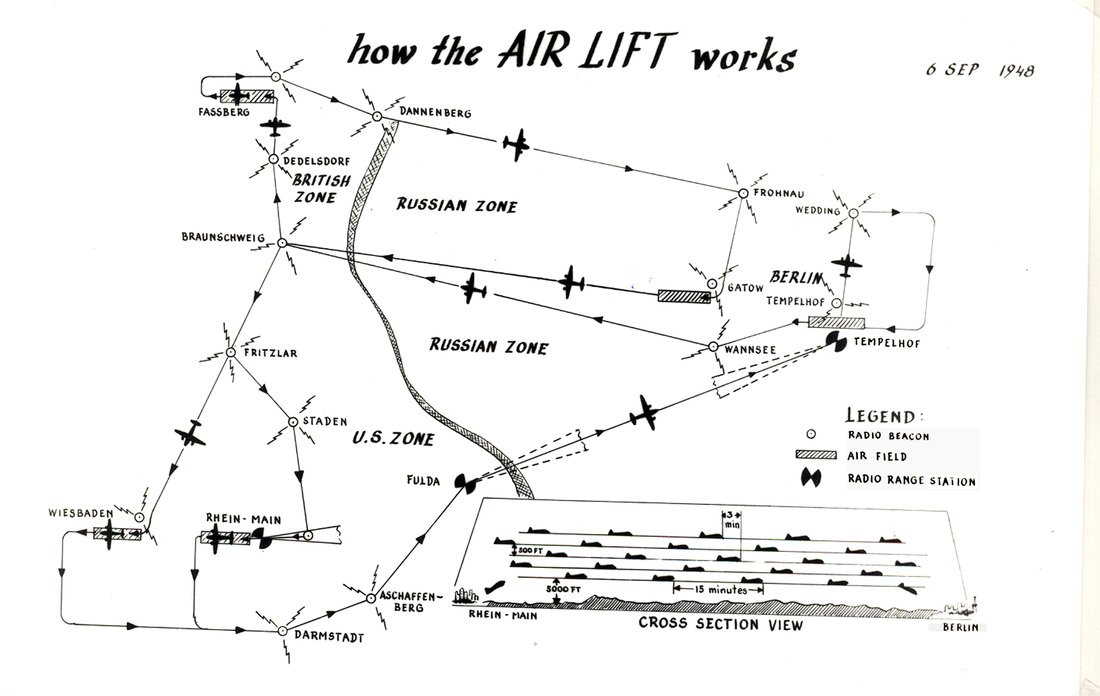 how the AIR LIFT works
6 SEP 1948
FASSBERG
DANNENBERG
DEDELSDORF
BRITISH
ZONE
RUSSIAN ZONE
FROHNAU
WEDDING
BRAUNSCHWEIG
GATOW
BERLIN
TEMPELHOF
TEMPELHOF
WANNSEE
RUSSIAN ZONE
FRITZLAR
STADEN
U.S. ZONE
FULDA
LEGEND:
RADIO BEACON
AIR FIELD
RADIO RANGE STATION
WIESBADEN
RHEIN-MAIN
ASCHAFFEN-
BERG
DARMSTADT
3
min
500 FT
5000 FT
15 minutes
RHEIN-MAIN
CROSS SECTION VIEW
BERLIN